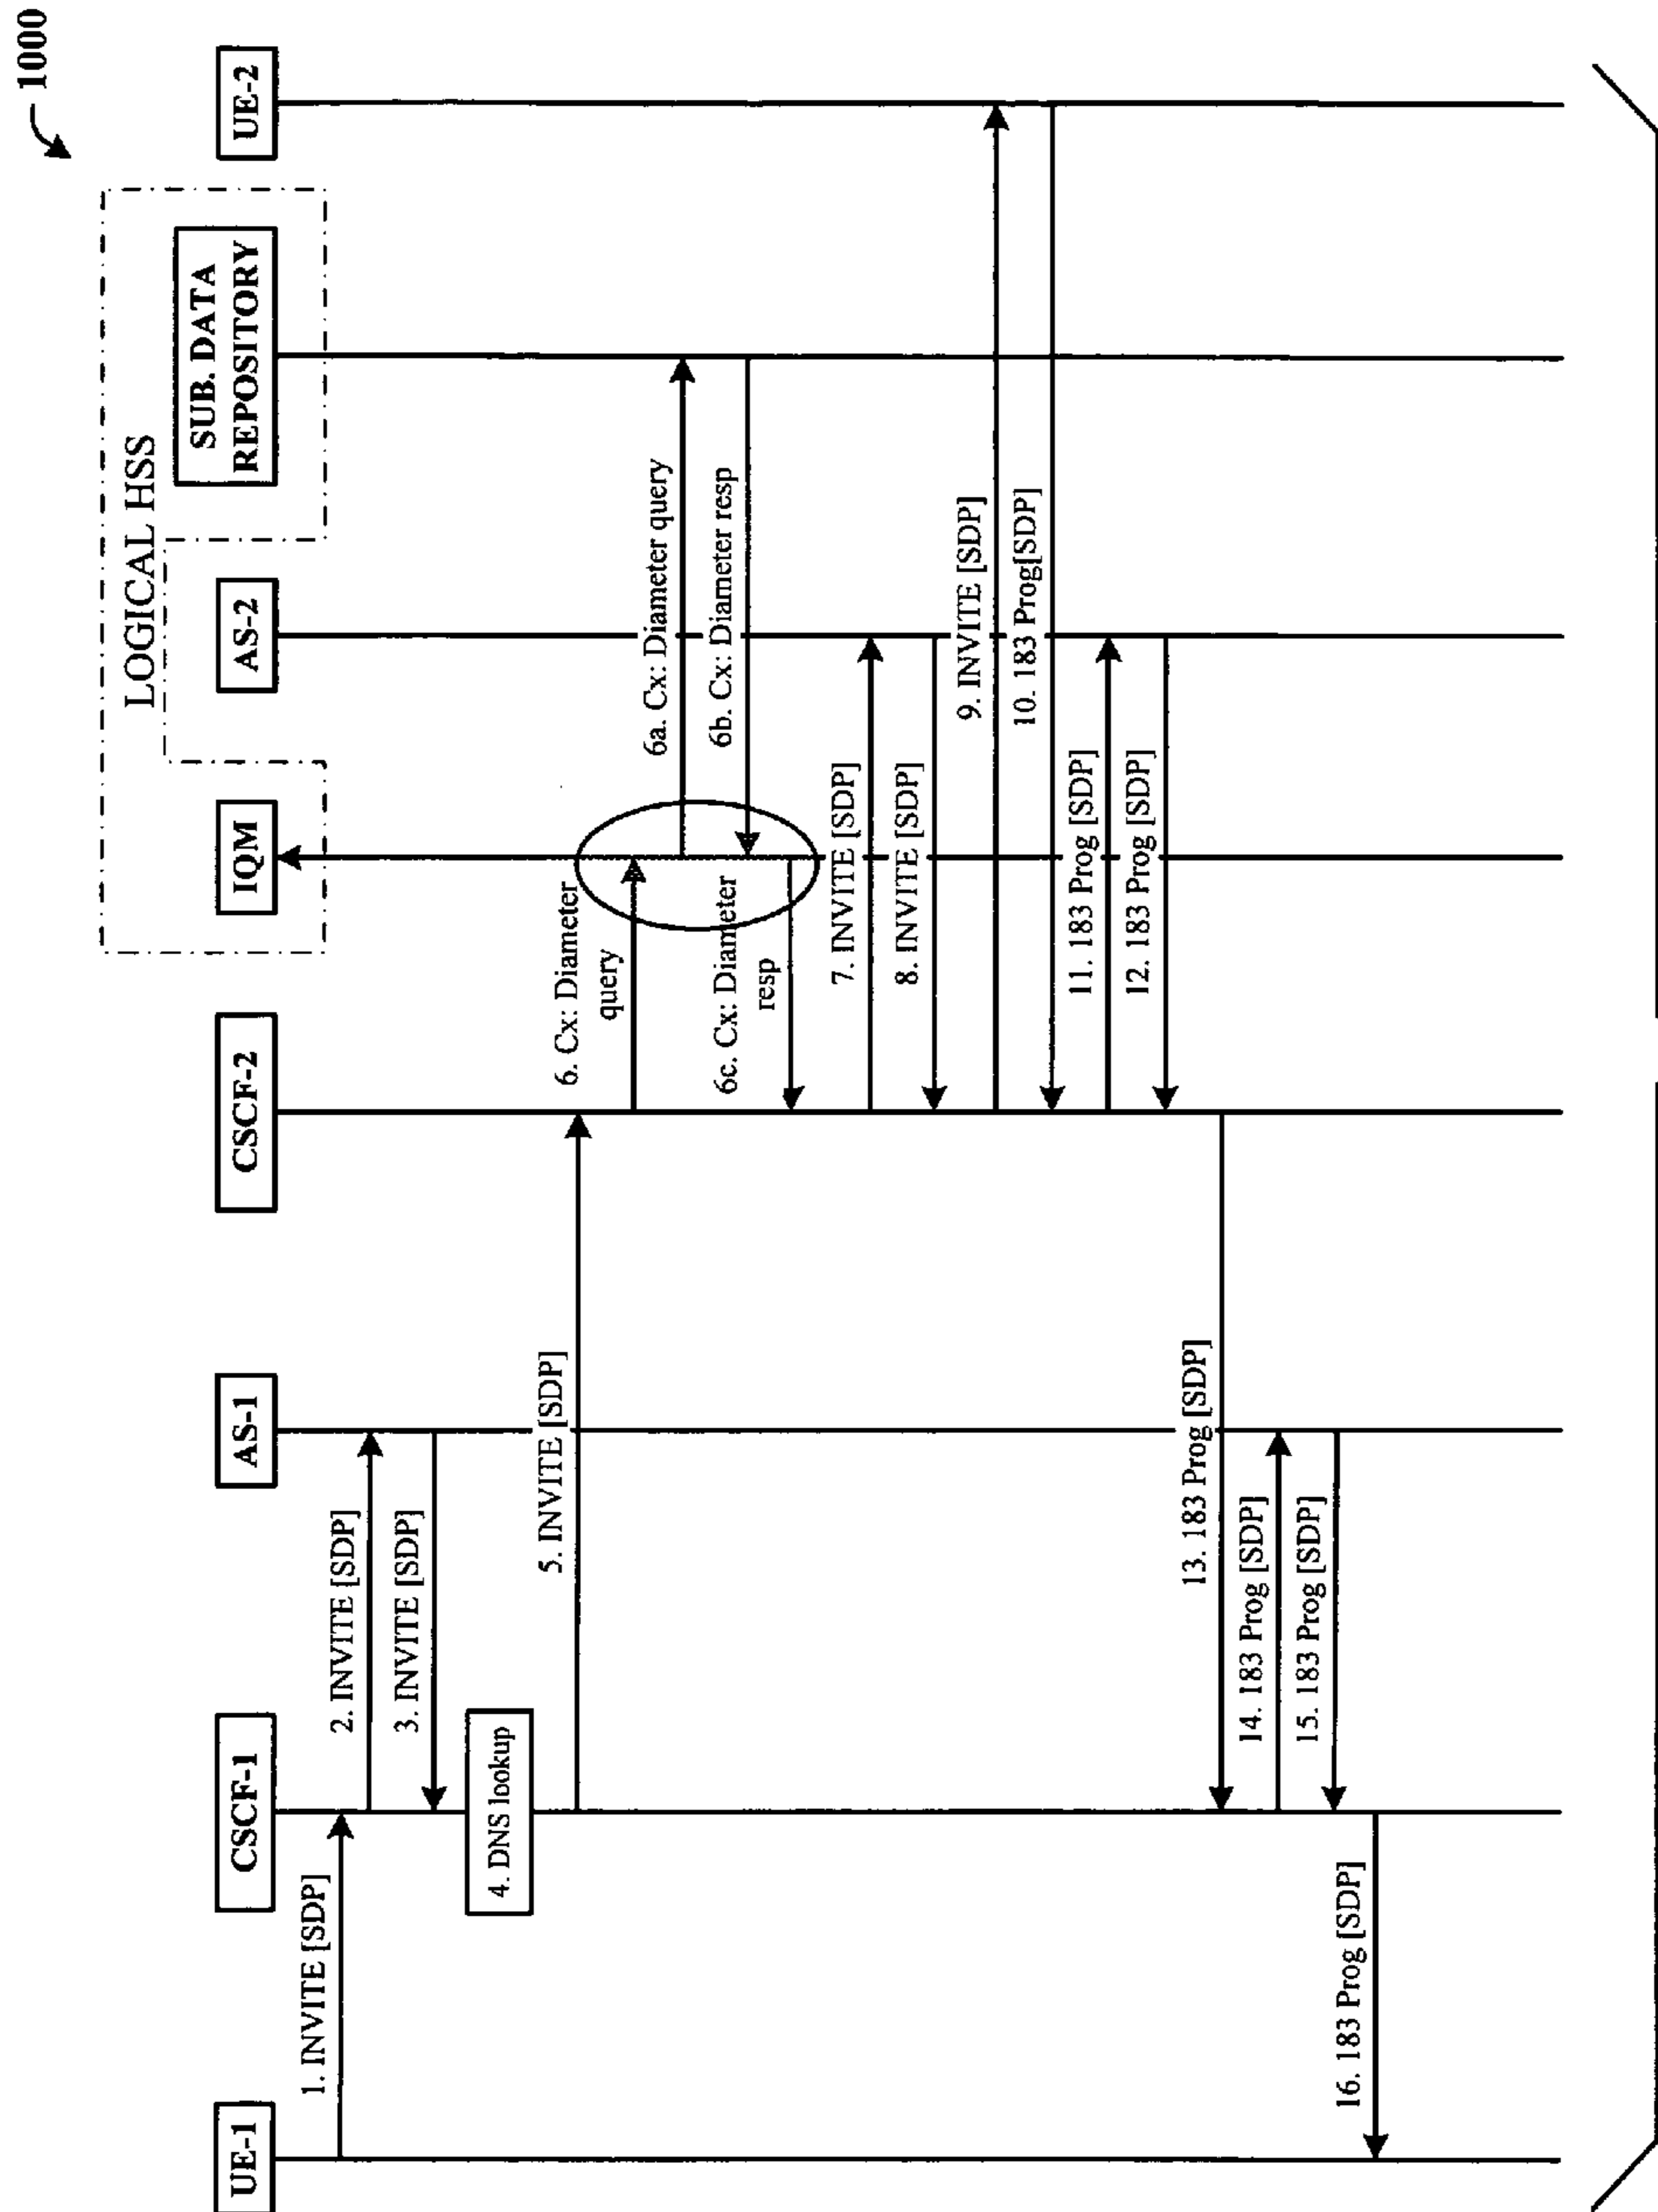 1000
LOGICAL HSS
UE-1
CSCF-1
AS-1
CSCF-2
IQM
AS-2
SUB. DATA
REPOSITORY
UE-2
1. INVITE [SDP]
2. INVITE [SDP]
3. INVITE [SDP]
4. DNS lookup
5. INVITE [SDP]
6. Cx: Diameter
query
6a. Cx: Diameter query
6b. Cx: Diameter resp
6c. Cx: Diameter
resp
7. INVITE [SDP]
8. INVITE [SDP]
9. INVITE [SDP]
10. 183 Prog[SDP]
11. 183 Prog [SDP]
12. 183 Prog [SDP]
13. 183 Prog [SDP]
14. 183 Prog [SDP]
15. 183 Prog [SDP]
16. 183 Prog [SDP]